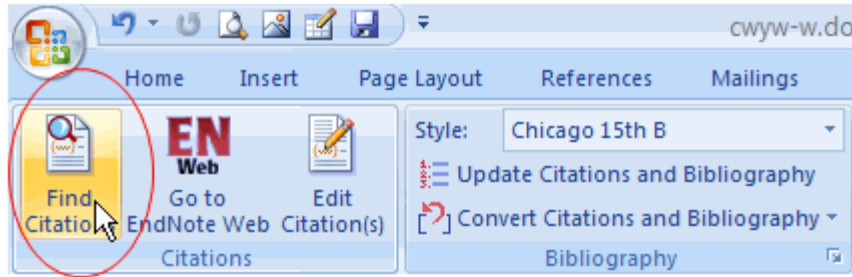 cwyw-w.do
Home Insert Page Layout References Mailings
Find Citation
EN Web Go to EndNote Web
Edit Citation(s)
Citations
Style: Chicago 15th B
Update Citations and Bibliography
Convert Citations and Bibliography
Bibliography